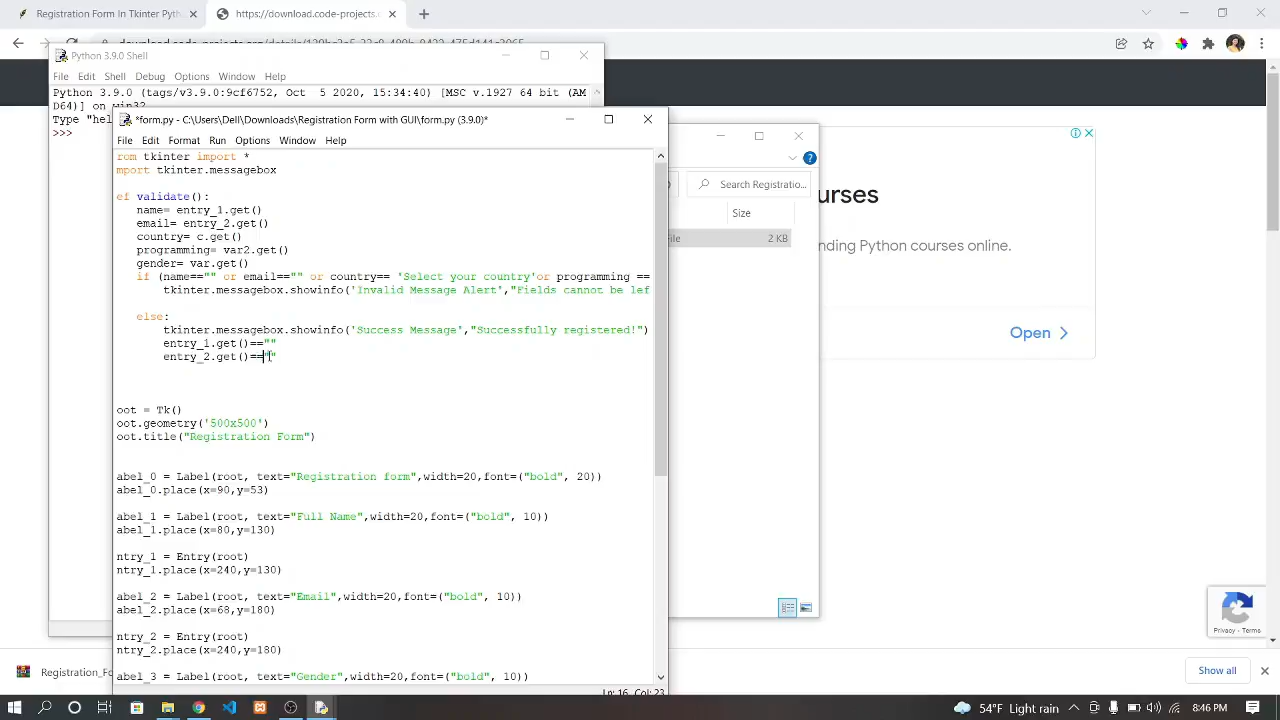 Registration Form In Tkinter Pyth
https://download.code-projects.o
Python 3.9.0 Shell
File Edit Shell Debug Options Window Help
Python 3.9.0 (tags/v3.9.0:9cf6752, Oct  5 2020, 15:34:40) [MSC v.1927 64 bit (AM
D64)] on win32
Type "hel
>>>
*form.py - C:\Users\Dell\Downloads\Registration Form with GUI\form.py (3.9.0)*
File Edit Format Run Options Window Help
rom tkinter import *
mport tkinter.messagebox
ef validate():
name= entry_1.get()
email= entry_2.get()
country= c.get()
programming= var2.get()
gender= var.get()
if (name=="" or email=="" or country== 'Select your country'or programming ==
tkinter.messagebox.showinfo('Invalid Message Alert',"Fields cannot be lef
else:
tkinter.messagebox.showinfo('Success Message',"Successfully registered!")
entry_1.get()==""
entry_2.get()==""
oot = Tk()
oot.geometry('500x500')
oot.title("Registration Form")
abel_0 = Label(root, text="Registration form",width=20,font=("bold", 20))
abel_0.place(x=90,y=53)
abel_1 = Label(root, text="Full Name",width=20,font=("bold", 10))
abel_1.place(x=80,y=130)
ntry_1 = Entry(root)
ntry_1.place(x=240,y=130)
abel_2 = Label(root, text="Email",width=20,font=("bold", 10))
abel_2.place(x=68,y=180)
ntry_2 = Entry(root)
ntry_2.place(x=240,y=180)
abel_3 = Label(root, text="Gender",width=20,font=("bold", 10))
Ln: 16 Col: 23
Search Registratio...
Size
File 2 KB
urses
nding Python courses online.
Open
Privacy - Terms
Registration_Fo
Show all
54°F Light rain
8:46 PM